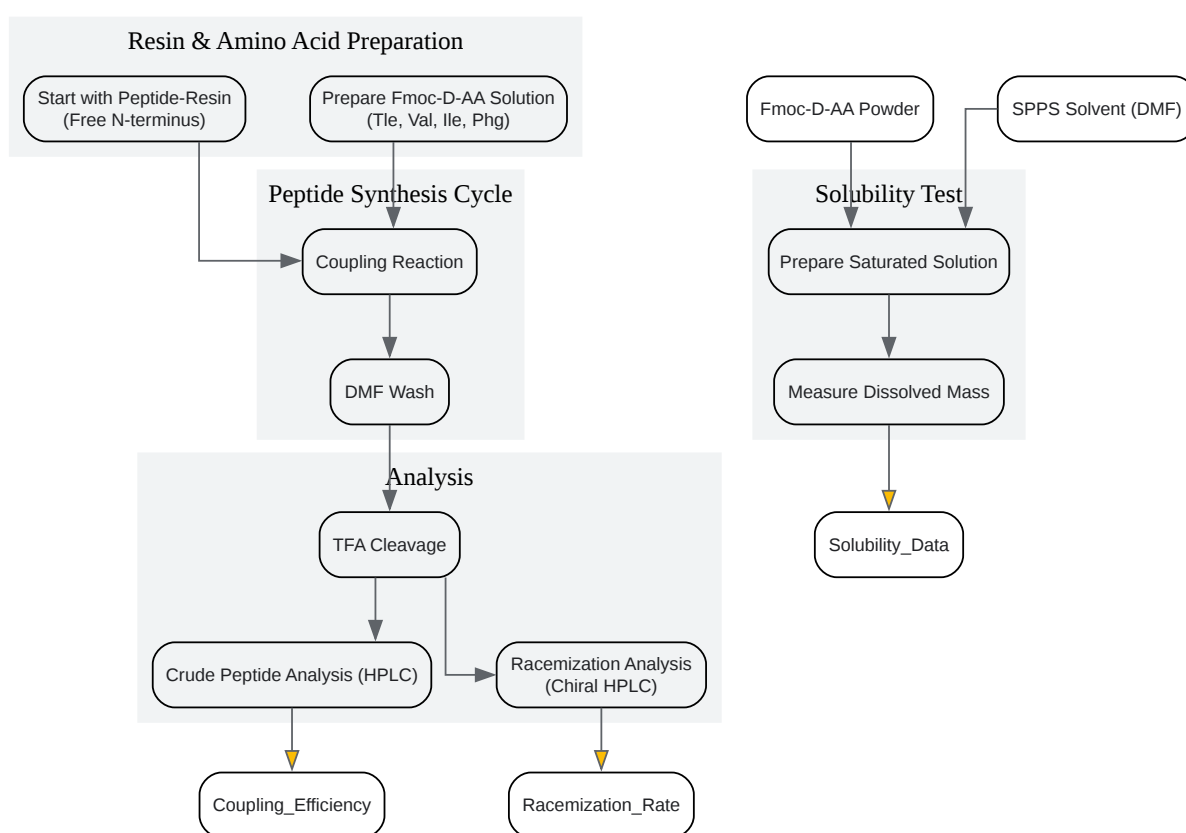 Resin & Amino Acid Preparation
Start with Peptide-Resin
(Free N-terminus)
Prepare Fmoc-D-AA Solution
(Tle, Val, Ile, Phg)
Fmoc-D-AA Powder
SPPS Solvent (DMF)
Peptide Synthesis Cycle
Coupling Reaction
DMF Wash
Solubility Test
Prepare Saturated Solution
Measure Dissolved Mass
Solubility_Data
Analysis
TFA Cleavage
Crude Peptide Analysis (HPLC)
Racemization Analysis
(Chiral HPLC)
Coupling_Efficiency
Racemization_Rate